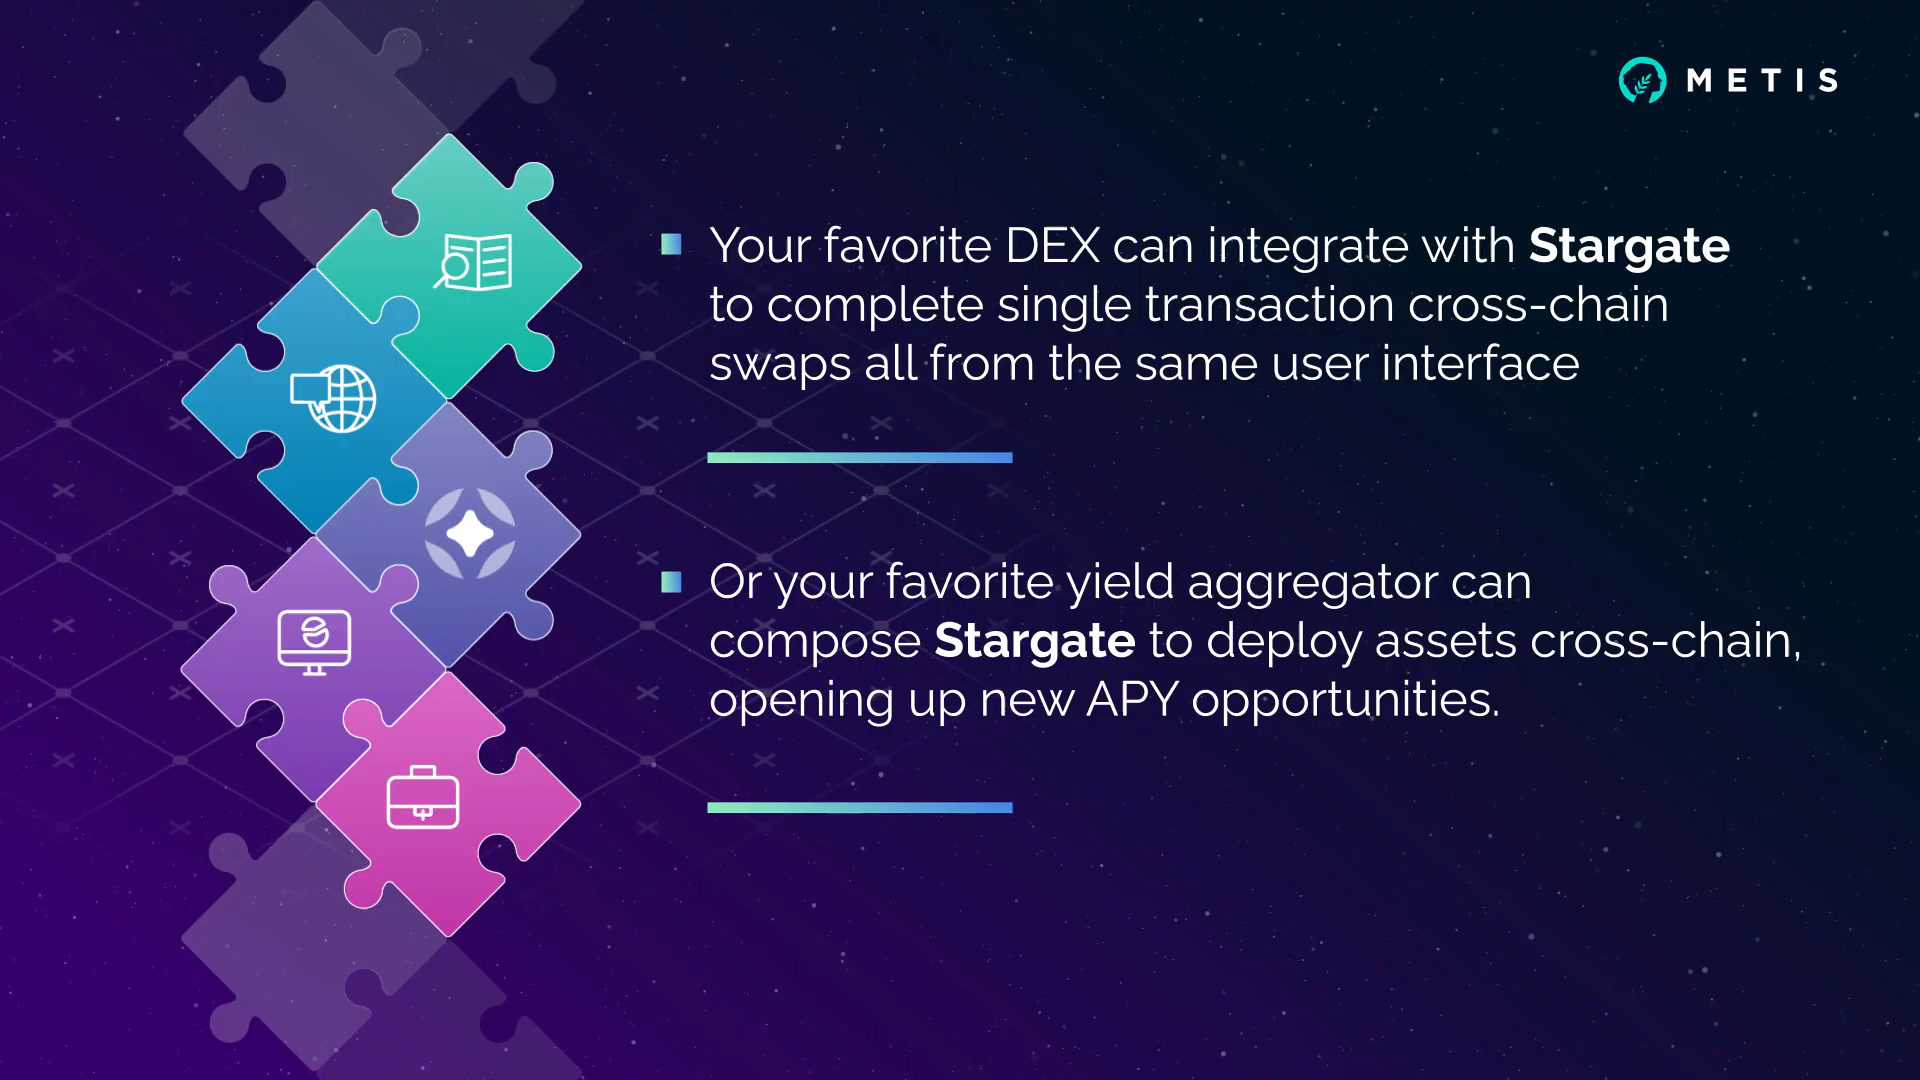 METIS
Your favorite DEX can integrate with Stargate
to complete single transaction cross-chain
swaps all from the same user interface
Or your favorite yield aggregator can
compose Stargate to deploy assets cross-chain,
opening up new APY opportunities.